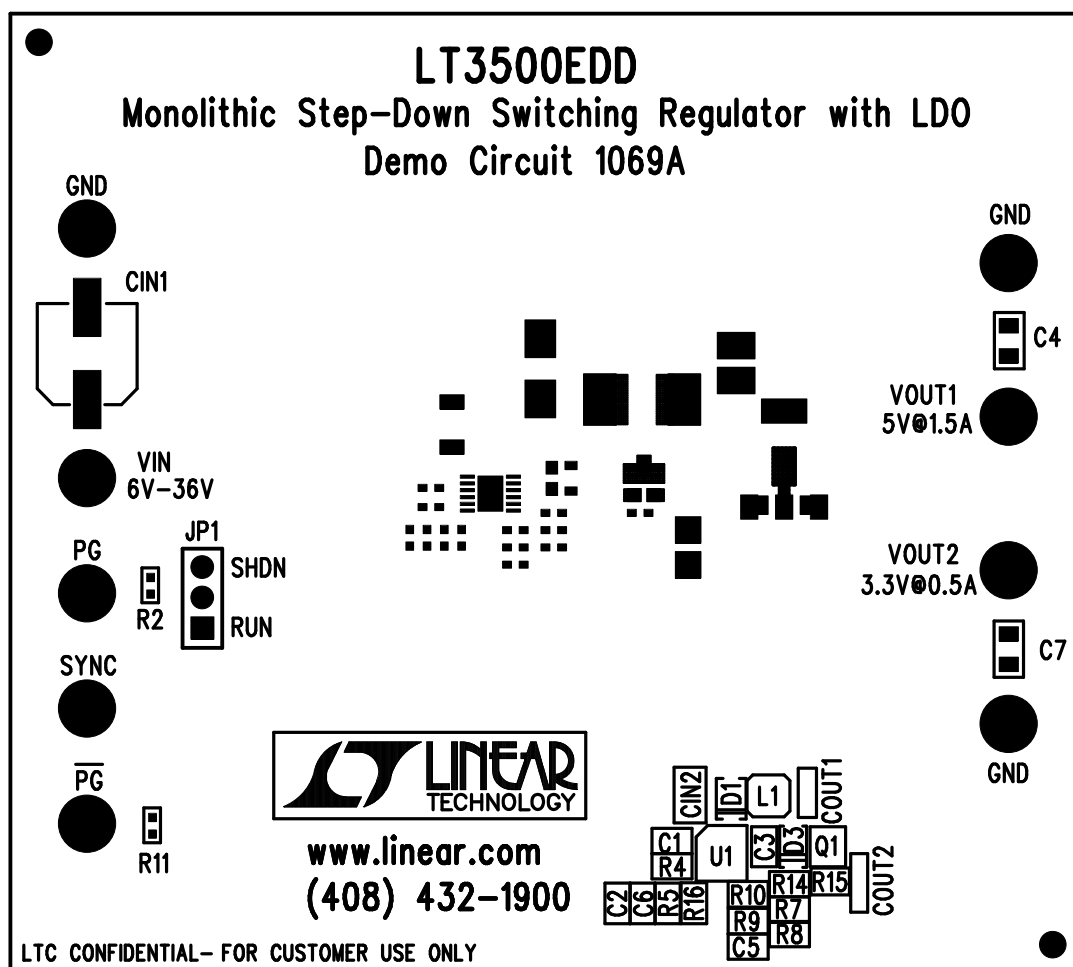 LT3500EDD
Monolithic Step-Down Switching Regulator with LDO
Demo Circuit 1069A
GND
GND
CIN1
C4
VOUT1
5V@1.5A
VIN
6V-36V
PG
JP1
SHDN
VOUT2
3.3V@0.5A
R2
RUN
C7
SYNC
GND
PG
R11
LINEAR
TECHNOLOGY
www.linear.com
(408) 432-1900
CIN2
D1
L1
COUT1
C1
R4
U1
C3
D3
Q1
COUT2
C2
C6
R5
R16
R10
R14
R15
R9
R7
C5
R8
LTC CONFIDENTIAL- FOR CUSTOMER USE ONLY